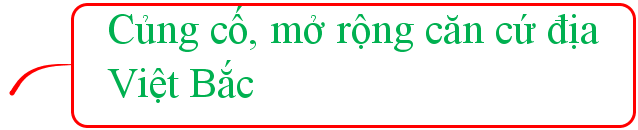 Củng cố, mở rộng căn cứ địa
Việt Bắc